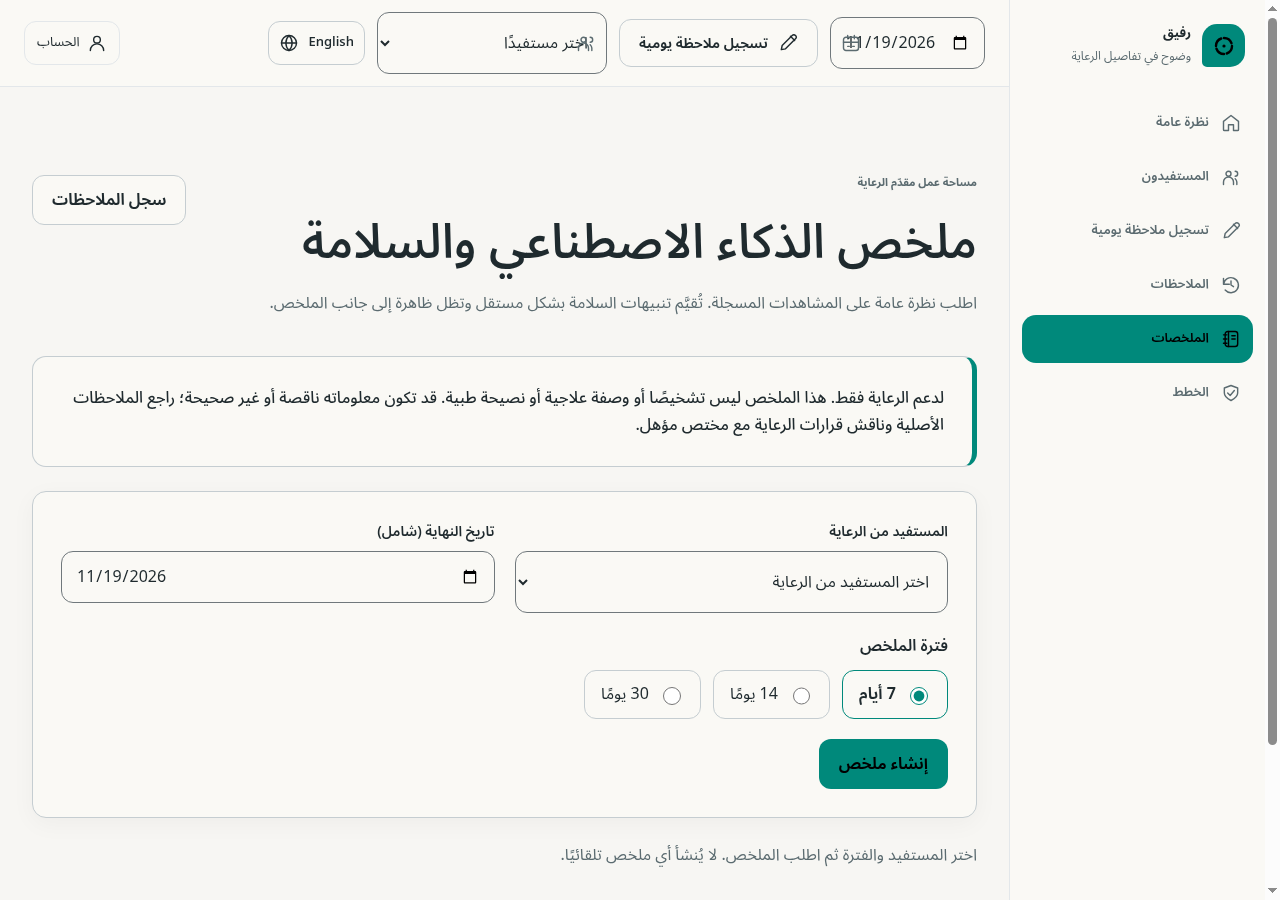 رفيق
وضوح في تفاصيل الرعاية
نظرة عامة
المستفيدون
تسجيل ملاحظة يومية
الملاحظات
الملخصات
الخطط
11/19/2026
تسجيل ملاحظة يومية
اختر مستفيدًا
English
الحساب
مساحة عمل مقدّم الرعاية
ملخص الذكاء الاصطناعي والسلامة
اطلب نظرة عامة على المشاهدات المسجلة. تُقيَّم تنبيهات السلامة بشكل مستقل وتظل ظاهرة إلى جانب الملخص.
سجل الملاحظات
لدعم الرعاية فقط. هذا الملخص ليس تشخيصًا أو وصفة علاجية أو نصيحة طبية. قد تكون معلوماته ناقصة أو غير صحيحة؛ راجع الملاحظات
الأصلية وناقش قرارات الرعاية مع مختص مؤهل.
المستفيد من الرعاية
اختر المستفيد من الرعاية
تاريخ النهاية (شامل)
11/19/2026
فترة الملخص
7 أيام
14 يومًا
30 يومًا
إنشاء ملخص
اختر المستفيد والفترة ثم اطلب الملخص. لا يُنشأ أي ملخص تلقائيًا.